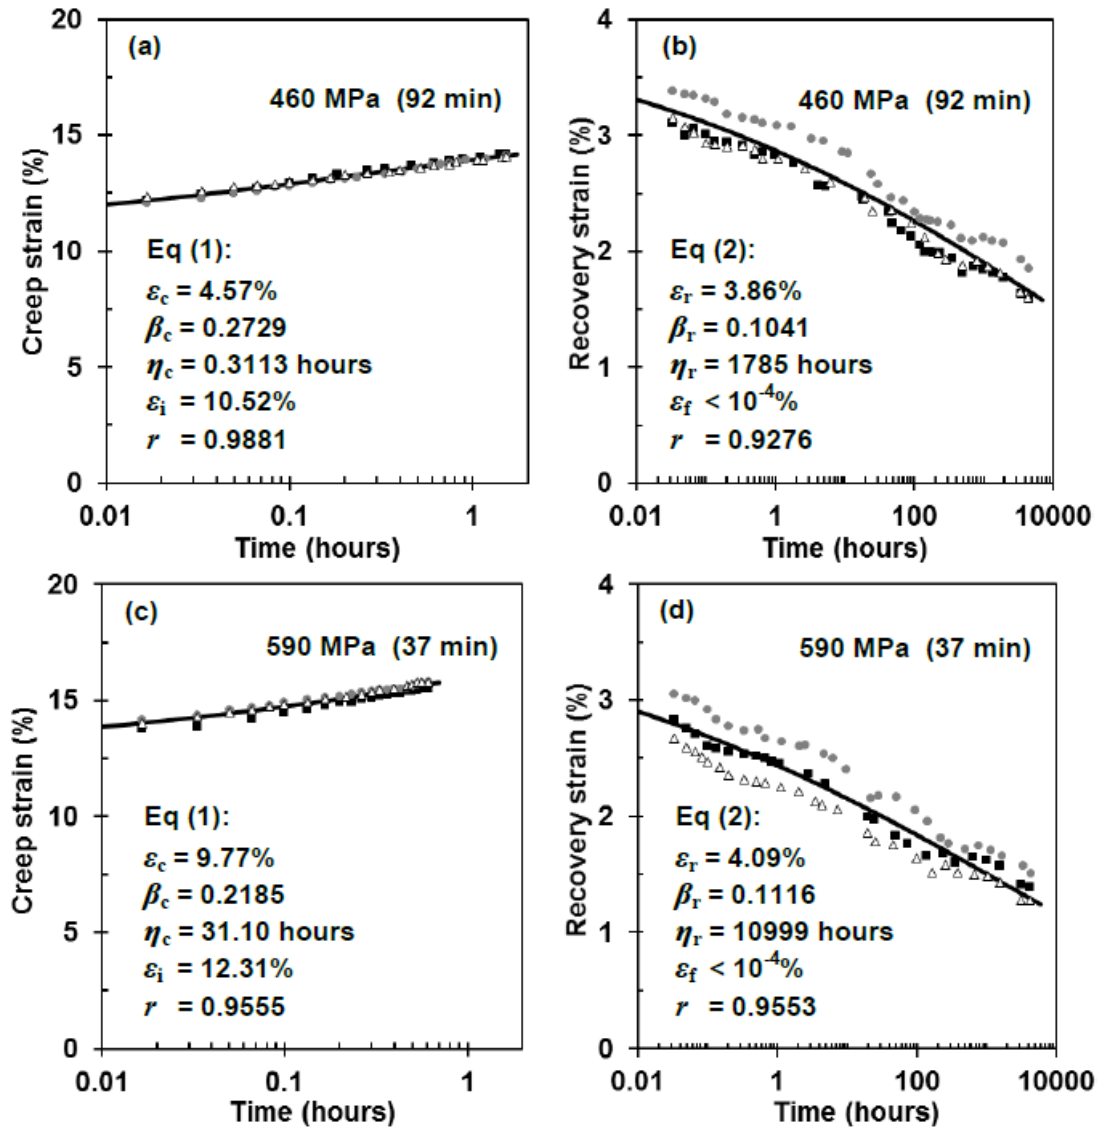 (a)
460 MPa (92 min)
Eq (1):
εc = 4.57%
βc = 0.2729
ηc = 0.3113 hours
εi = 10.52%
r = 0.9881
Creep strain (%)
20
15
10
5
0
0.01
0.1
1
Time (hours)
(b)
460 MPa (92 min)
Eq (2):
εr = 3.86%
βr = 0.1041
ηr = 1785 hours
εf < 10⁻⁴%
r = 0.9276
Recovery strain (%)
4
3
2
1
0
0.01
1
100
10000
Time (hours)
(c)
590 MPa (37 min)
Eq (1):
εc = 9.77%
βc = 0.2185
ηc = 31.10 hours
εi = 12.31%
r = 0.9555
Creep strain (%)
20
15
10
5
0
0.01
0.1
1
Time (hours)
(d)
590 MPa (37 min)
Eq (2):
εr = 4.09%
βr = 0.1116
ηr = 10999 hours
εf < 10⁻⁴%
r = 0.9553
Recovery strain (%)
4
3
2
1
0
0.01
1
100
10000
Time (hours)